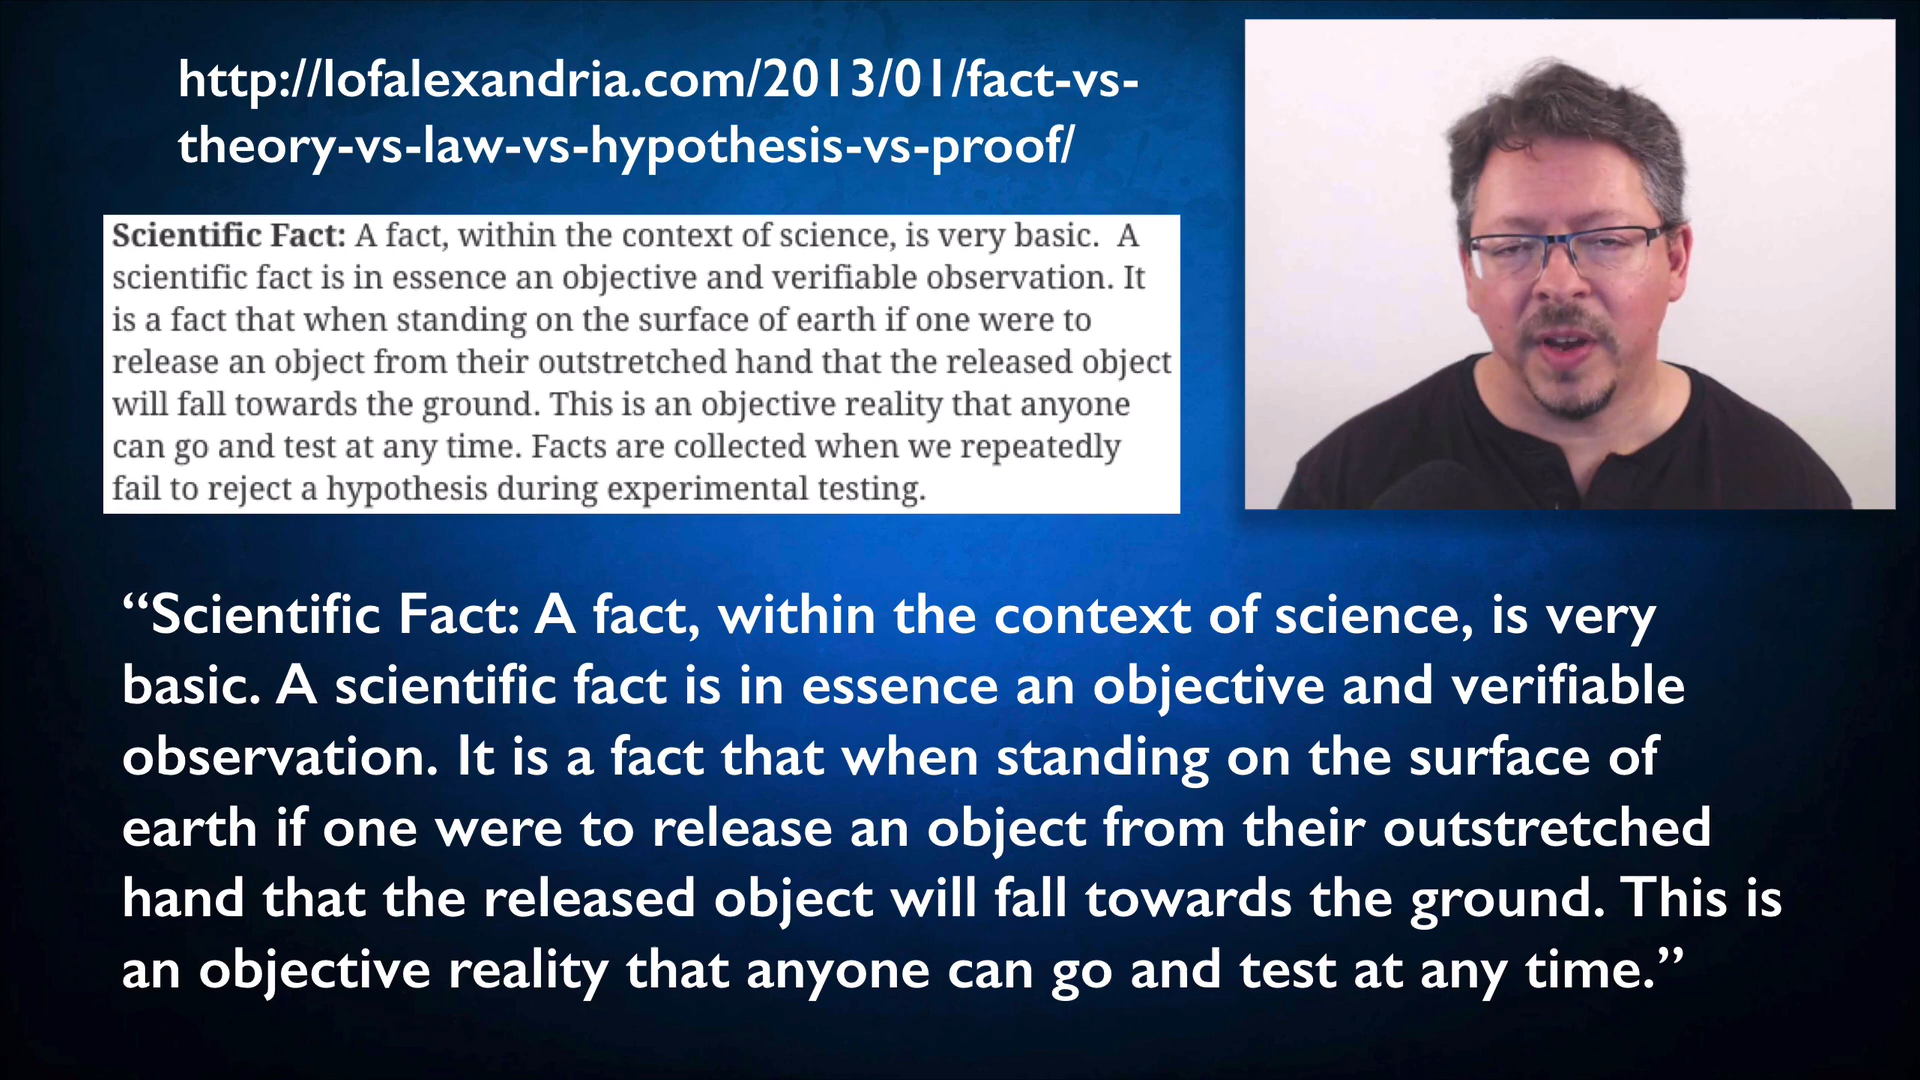 http://lofalexandria.com/2013/01/fact-vs-
theory-vs-law-vs-hypothesis-vs-proof/
Scientific Fact: A fact, within the context of science, is very basic.  A
scientific fact is in essence an objective and verifiable observation. It
is a fact that when standing on the surface of earth if one were to
release an object from their outstretched hand that the released object
will fall towards the ground. This is an objective reality that anyone
can go and test at any time. Facts are collected when we repeatedly
fail to reject a hypothesis during experimental testing.
“Scientific Fact: A fact, within the context of science, is very
basic. A scientific fact is in essence an objective and verifiable
observation. It is a fact that when standing on the surface of
earth if one were to release an object from their outstretched
hand that the released object will fall towards the ground. This is
an objective reality that anyone can go and test at any time.”